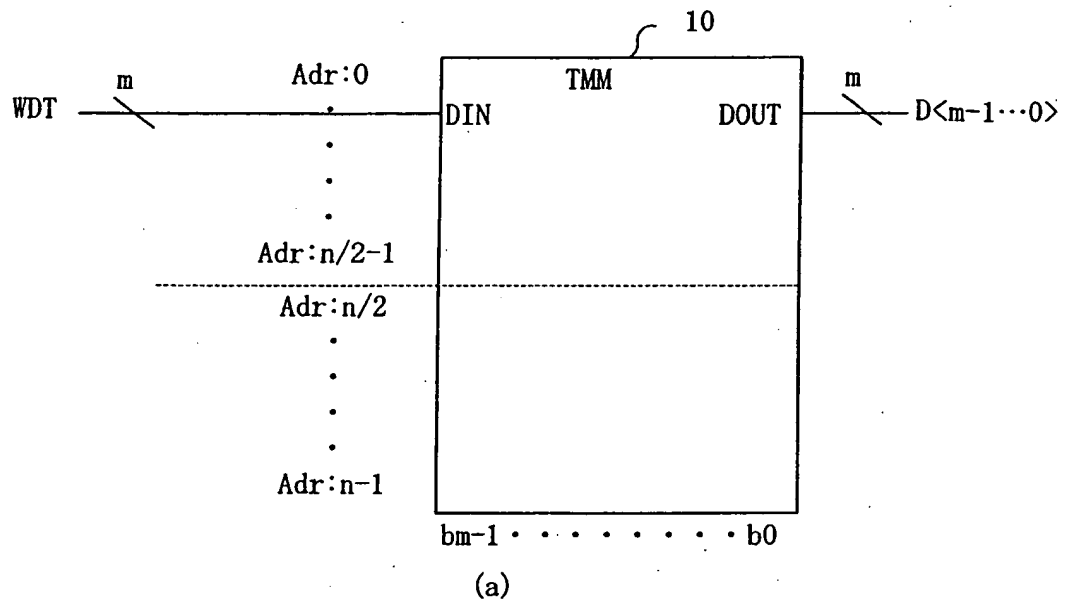 10
m
Adr:0
TMM
m
WDT
DIN
DOUT
D<m-1···0>
Adr:n/2-1
Adr:n/2
Adr:n-1
bm-1 · · · · · · · · b0
(a)